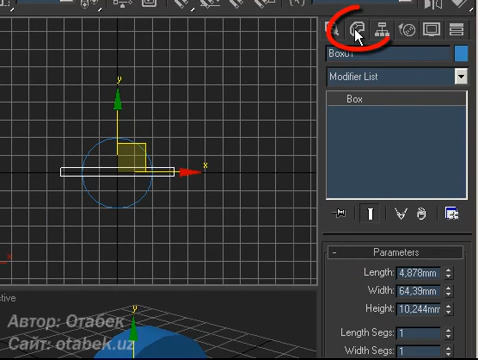 Box01
Modifier List
Box
y
x
Parameters
Length: 4,878mm
Width: 64,39mm
Height: 10,244mm
Length Segs: 1
Width Segs: 1
x
ctive
y
Автор: Отабек
Сайт: otabek.uz